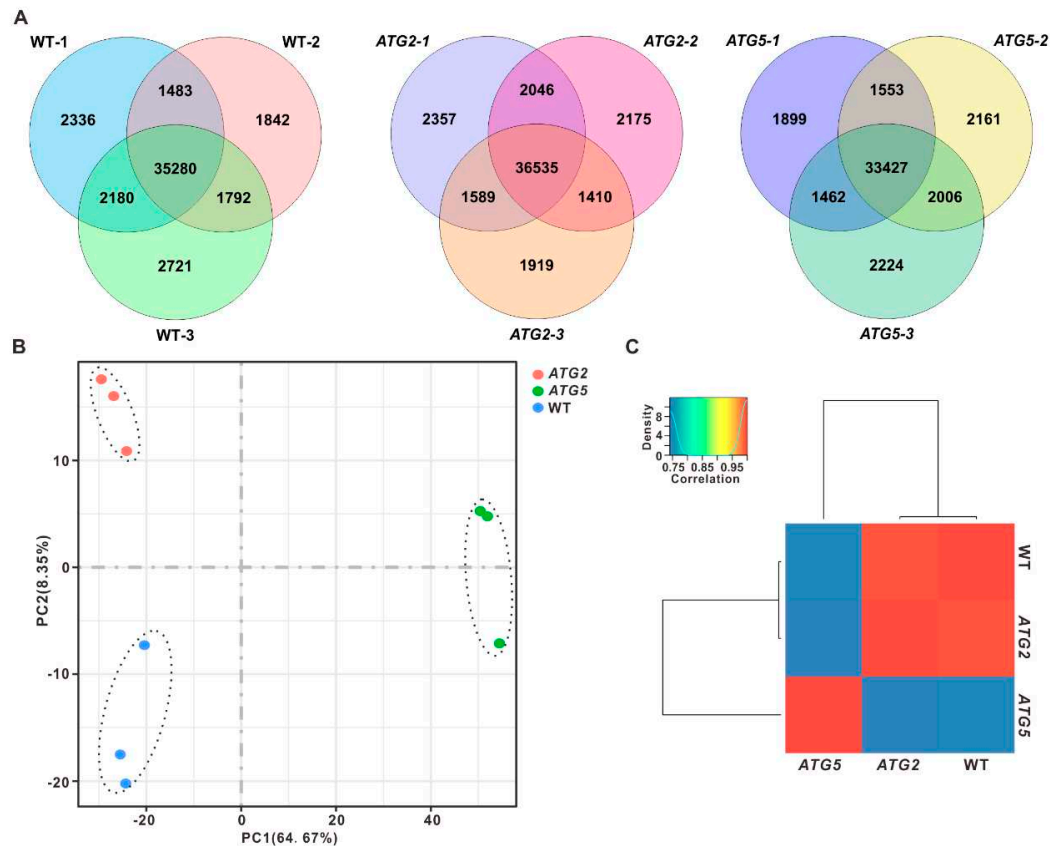 A
WT-1
WT-2
ATG2-1
ATG2-2
ATG5-1
ATG5-2
1483
2336
1842
35280
2180
1792
2721
WT-3
2046
2357
2175
36535
1589
1410
1919
ATG2-3
1553
1899
2161
33427
1462
2006
2224
ATG5-3
B
PC2(8.35%)
10
0
-10
-20
-20
0
20
40
PC1(64. 67%)
ATG2
ATG5
WT
C
Density
0 2 4 8
0.75 0.85 0.95
Correlation
WT
ATG2
ATG5
ATG5 ATG2 WT